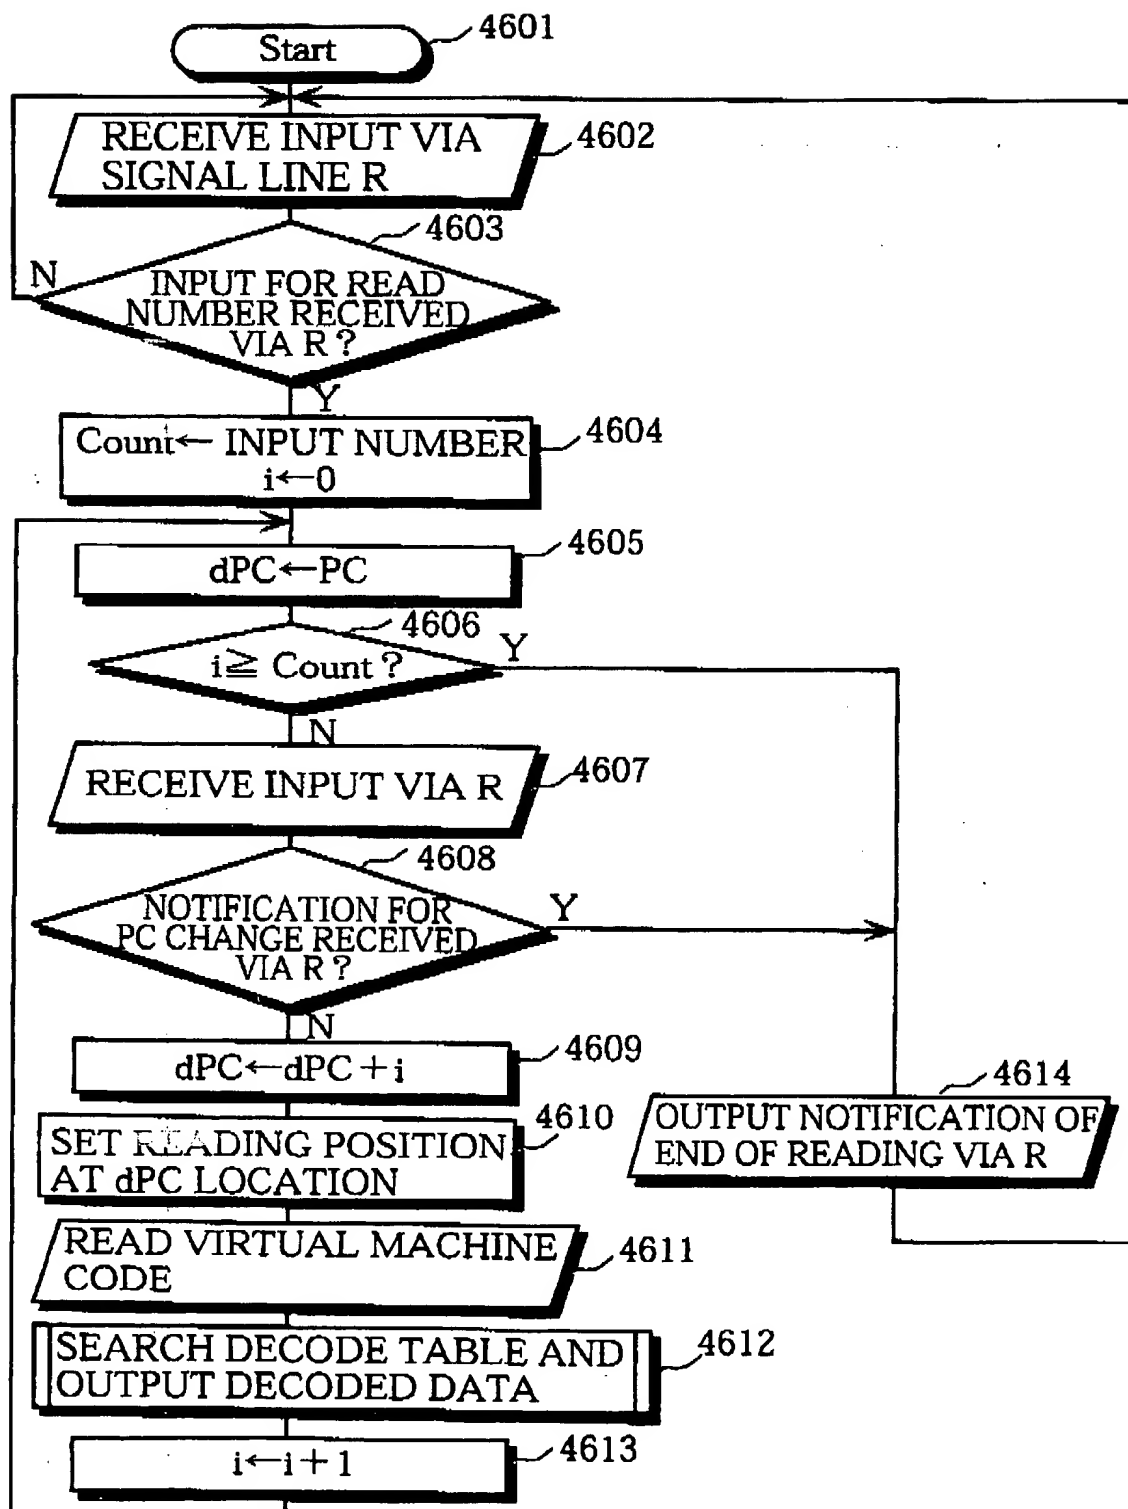 Start
4601
RECEIVE INPUT VIA
SIGNAL LINE R
4602
4603
N
INPUT FOR READ
NUMBER RECEIVED
VIA R ?
Y
Count←INPUT NUMBER
i←0
4604
dPC←PC
4605
4606
i≧ Count ?
Y
N
RECEIVE INPUT VIA R
4607
4608
NOTIFICATION FOR
PC CHANGE RECEIVED
VIA R ?
Y
N
dPC←dPC+i
4609
SET READING POSITION
AT dPC LOCATION
4610
4614
OUTPUT NOTIFICATION OF
END OF READING VIA R
READ VIRTUAL MACHINE
CODE
4611
SEARCH DECODE TABLE AND
OUTPUT DECODED DATA
4612
i←i+1
4613